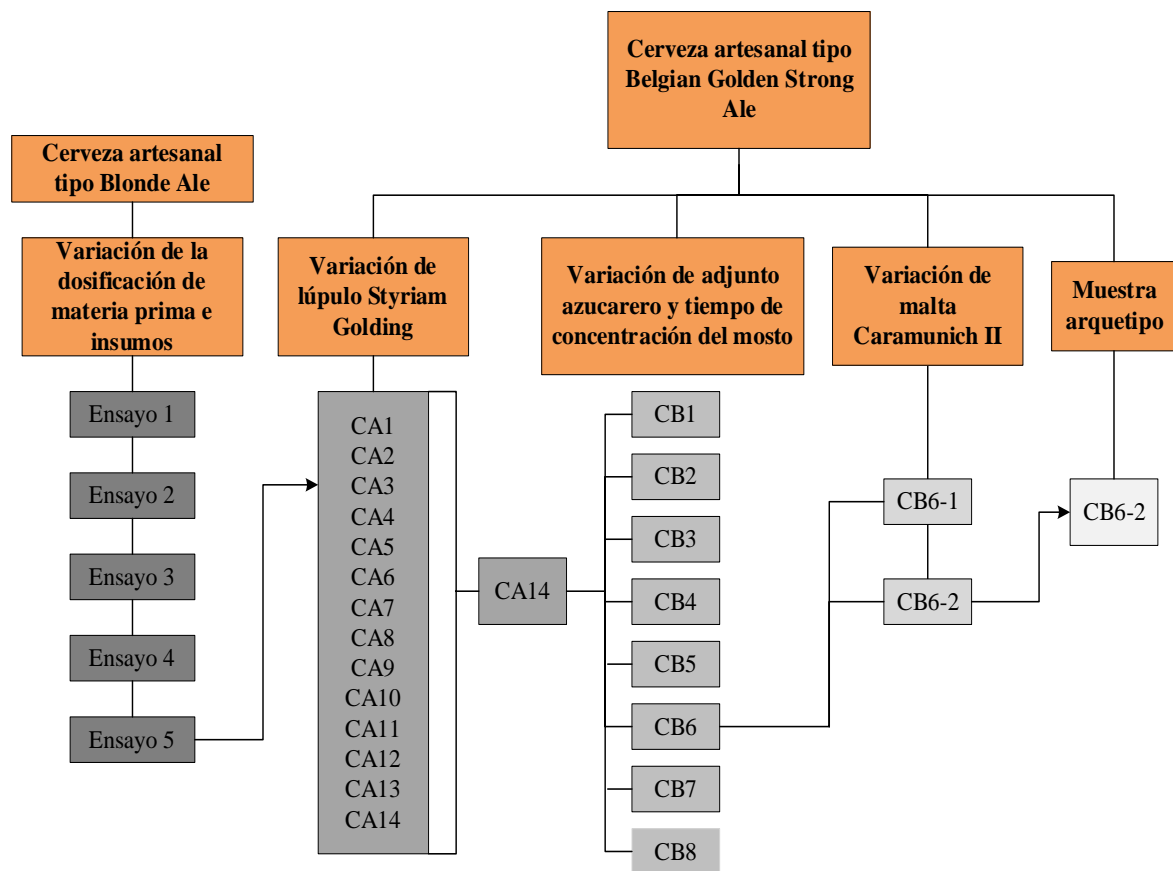 Cerveza artesanal tipo
Belgian Golden Strong
Ale
Cerveza artesanal
tipo Blonde Ale
Variación de la
dosificación de
materia prima e
insumos
Variación de
lúpulo Styriam
Golding
Variación de adjunto
azucarero y tiempo de
concentración del mosto
Variación de
malta
Caramunich II
Muestra
arquetipo
Ensayo 1
Ensayo 2
Ensayo 3
Ensayo 4
Ensayo 5
CA1
CA2
CA3
CA4
CA5
CA6
CA7
CA8
CA9
CA10
CA11
CA12
CA13
CA14
CA14
CB1
CB2
CB3
CB4
CB5
CB6
CB7
CB8
CB6-1
CB6-2
CB6-2